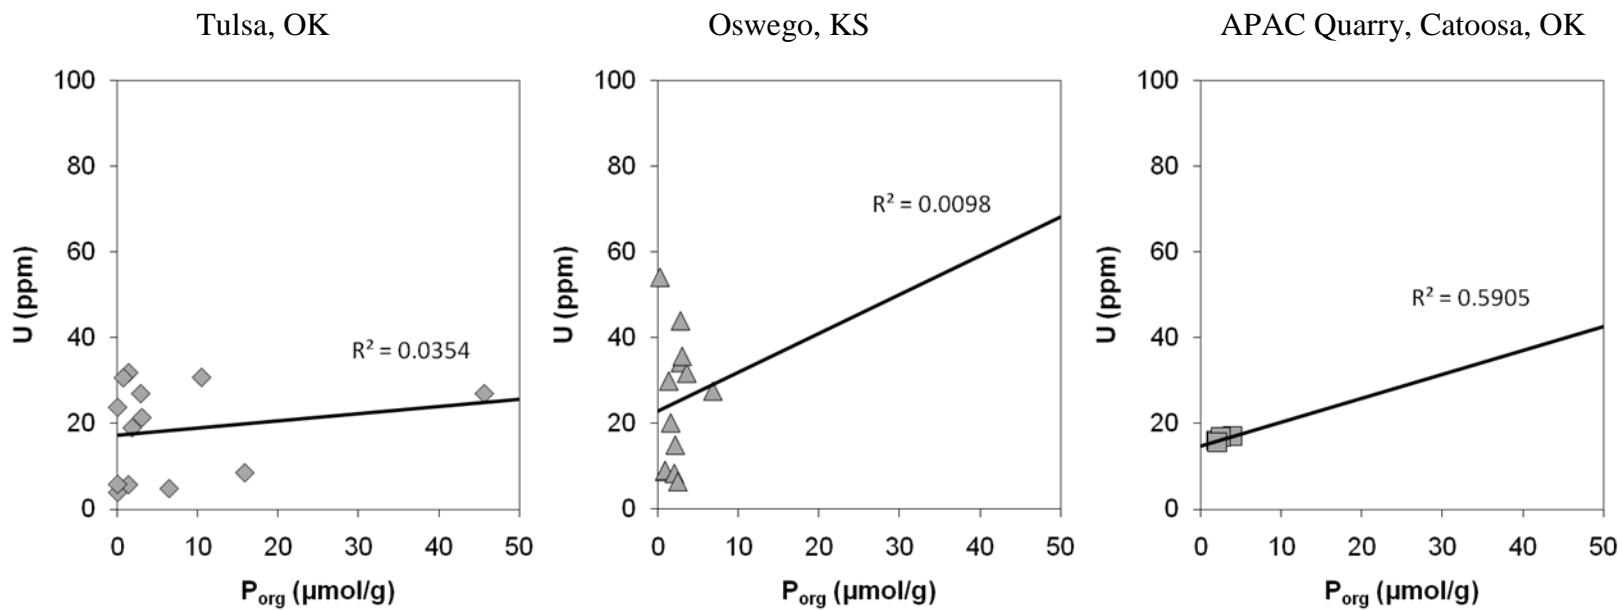 Tulsa, OK
Oswego, KS
APAC Quarry, Catoosa, OK
100
80
60
40
20
0
U (ppm)
R² = 0.0354
0 10 20 30 40 50
Porg (µmol/g)
100
80
60
40
20
0
U (ppm)
R² = 0.0098
0 10 20 30 40 50
Porg (µmol/g)
100
80
60
40
20
0
U (ppm)
R² = 0.5905
0 10 20 30 40 50
Porg (µmol/g)